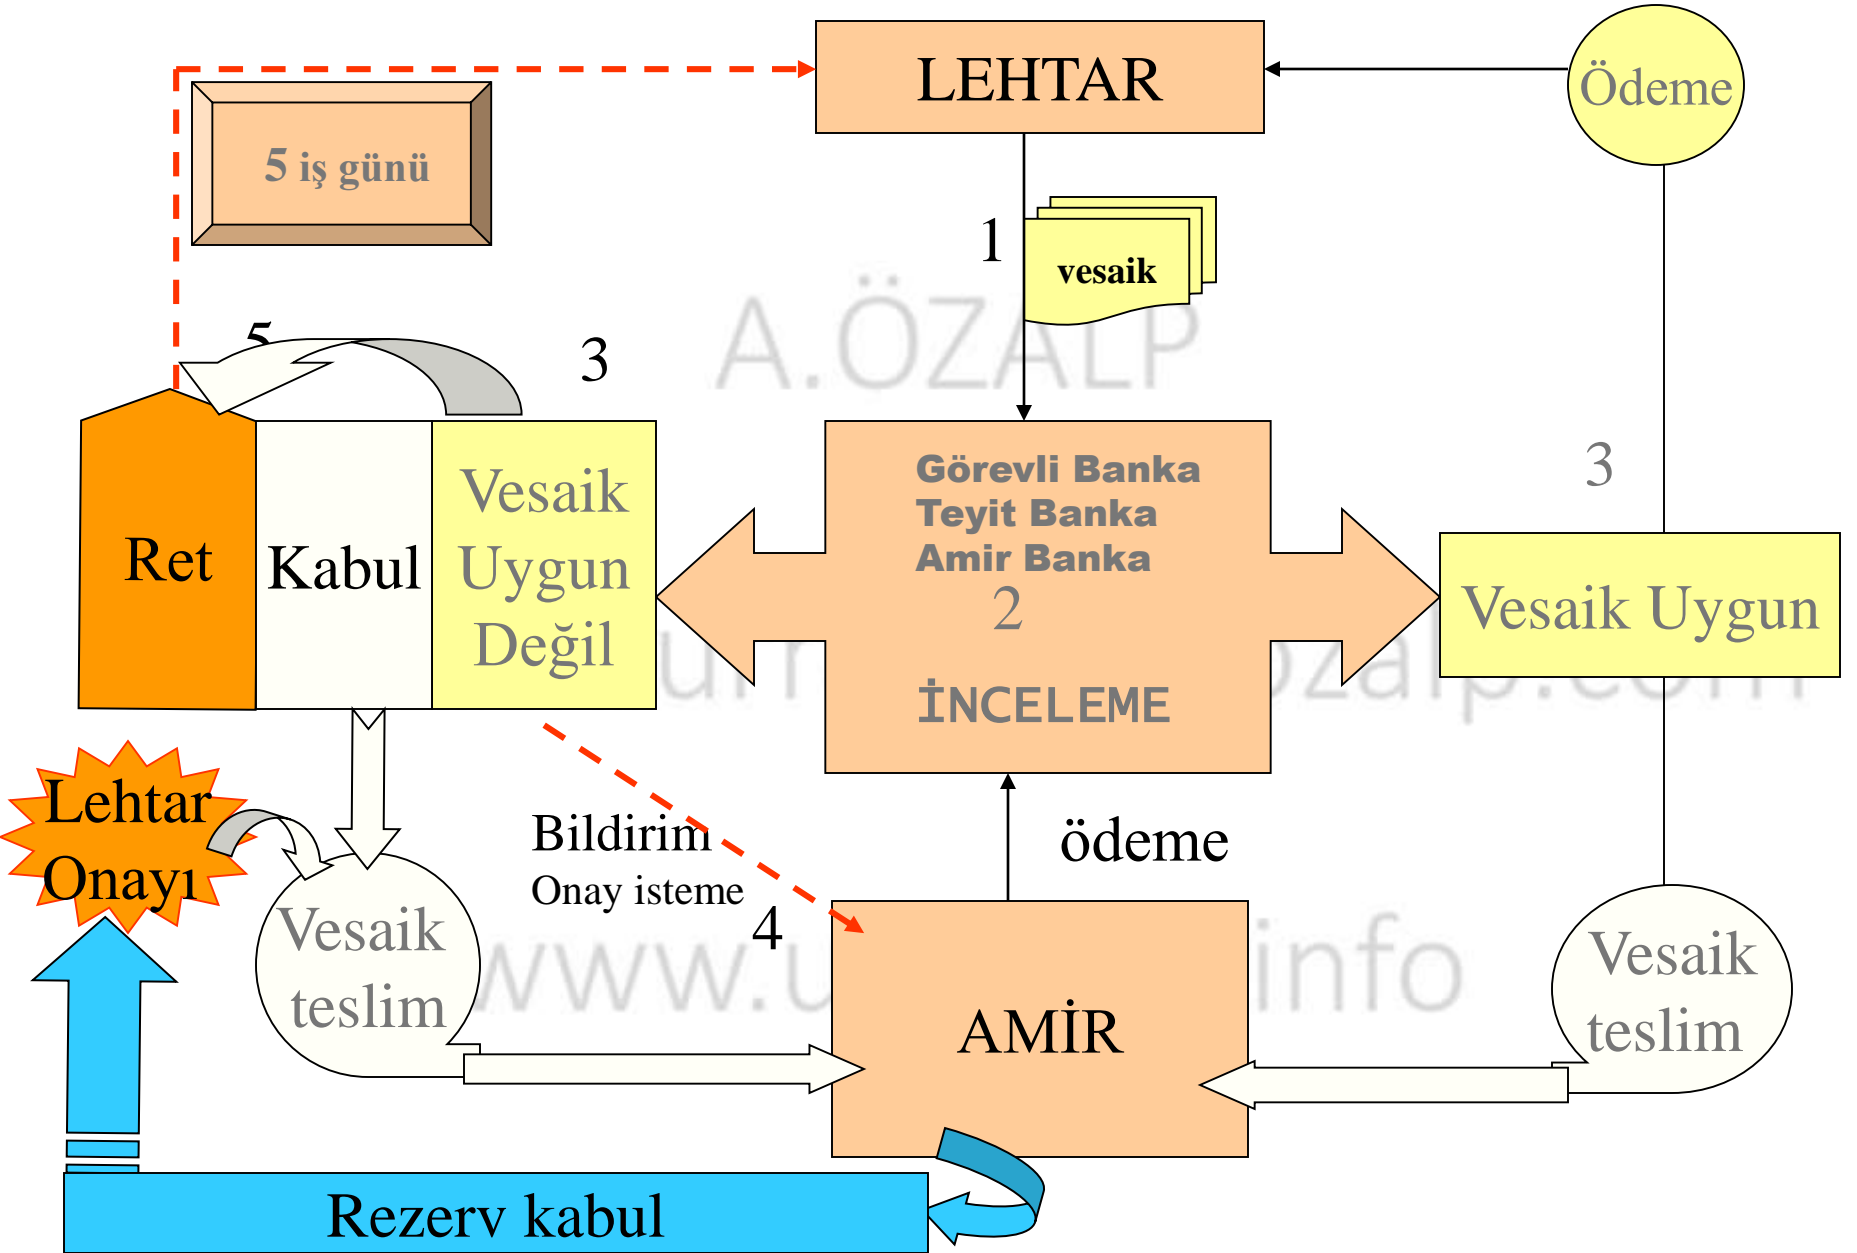 LEHTAR
Ödeme
5 iş günü
1
vesaik
A.ÖZALP
5
3
3
Ret
Kabul
Vesaik
Uygun
Değil
Görevli Banka
Teyit Banka
Amir Banka
2
İNCELEME
Vesaik Uygun
Lehtar
Onayı
Bildirim
Onay isteme
4
ödeme
Vesaik
teslim
AMİR
Vesaik
teslim
Rezerv kabul